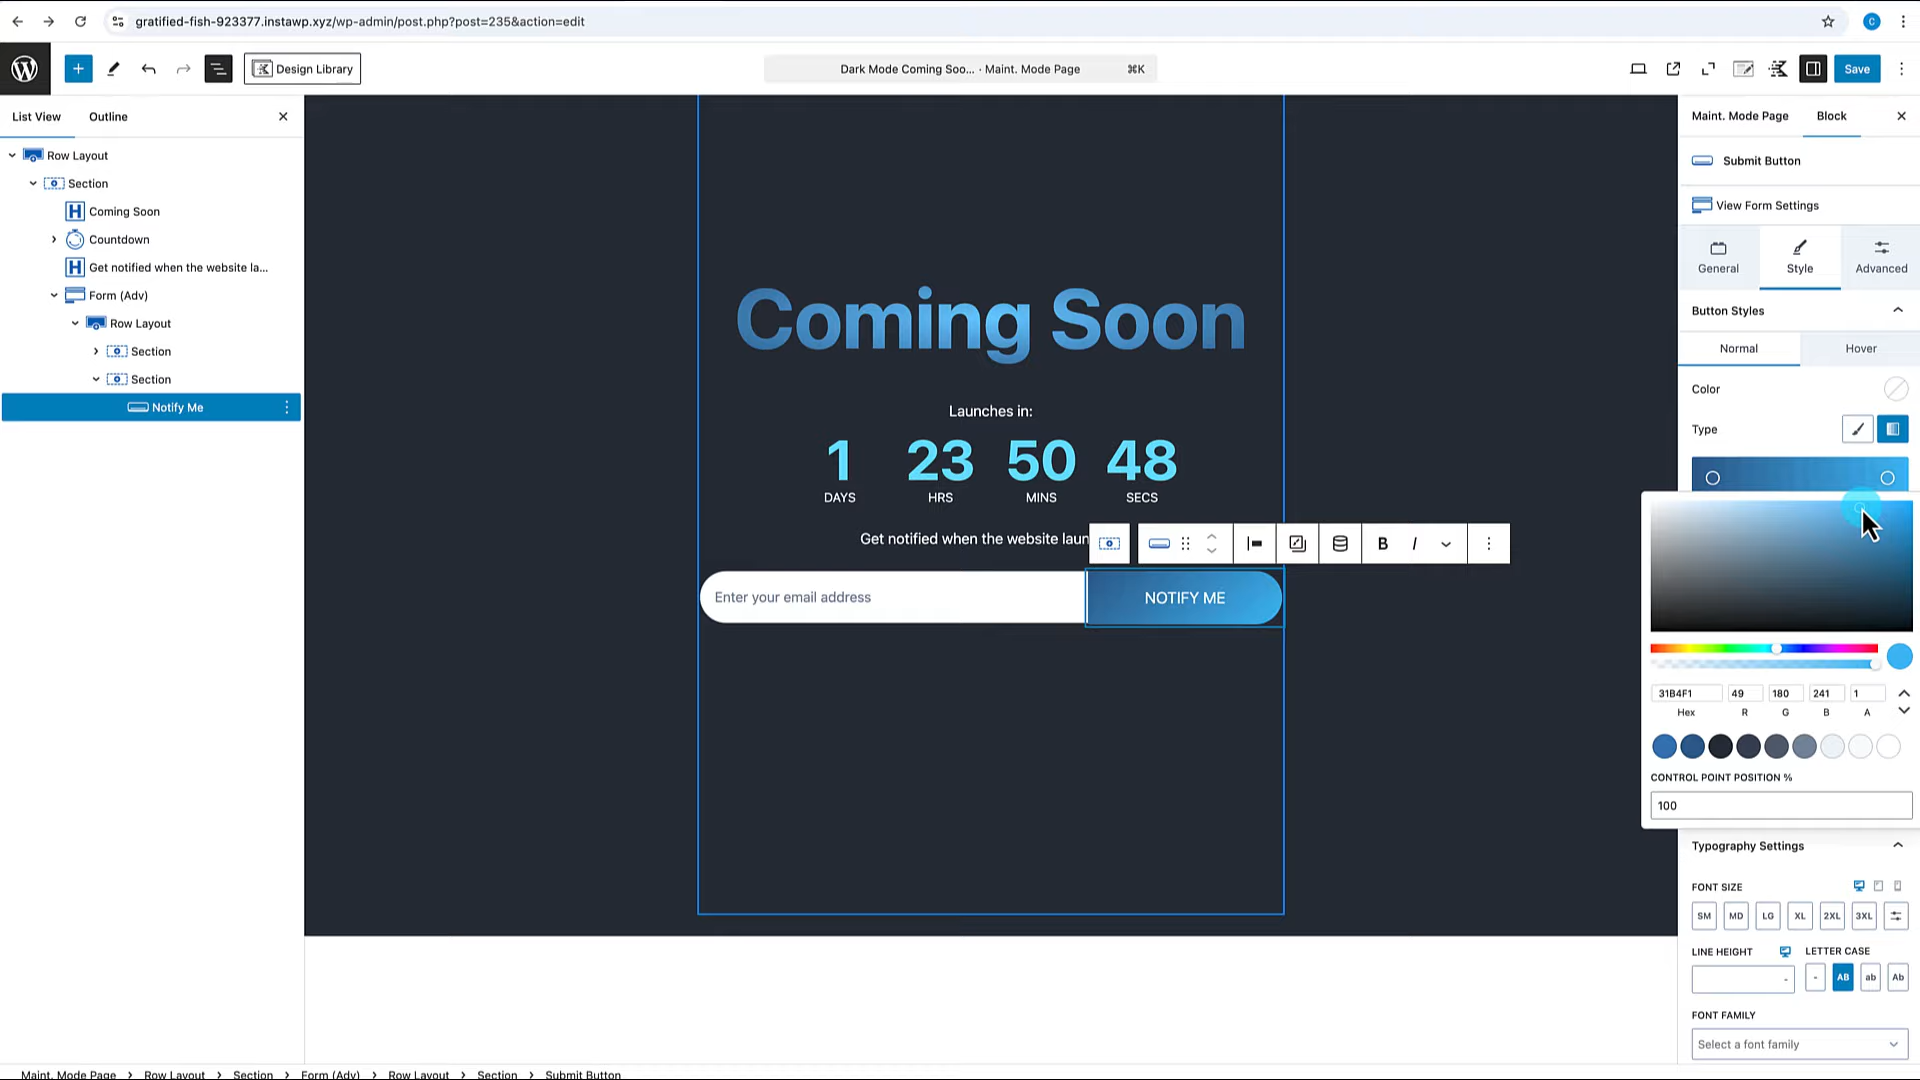 gratified-fish-923377.instawp.xyz/wp-admin/post.php?post=235&action=edit
C
Design Library
Dark Mode Coming Soo... · Maint. Mode Page
⌘K
Save
List View
Outline
Row Layout
Section
Coming Soon
Countdown
Get notified when the website la...
Form (Adv)
Row Layout
Section
Section
Notify Me
Coming Soon
Launches in:
1 23 50 48
DAYS HRS MINS SECS
Get notified when the website laun
B I
Enter your email address
NOTIFY ME
Maint. Mode Page
Block
Submit Button
View Form Settings
General
Style
Advanced
Button Styles
Normal
Hover
Color
Type
31B4F1 49 180 241 1
Hex R G B A
CONTROL POINT POSITION %
100
Typography Settings
FONT SIZE
SM MD LG XL 2XL 3XL
LINE HEIGHT
LETTER CASE
- - AB ab Ab
FONT FAMILY
Select a font family
Maint. Mode Page > Row Layout > Section > Form (Adv) > Row Layout > Section > Submit Button